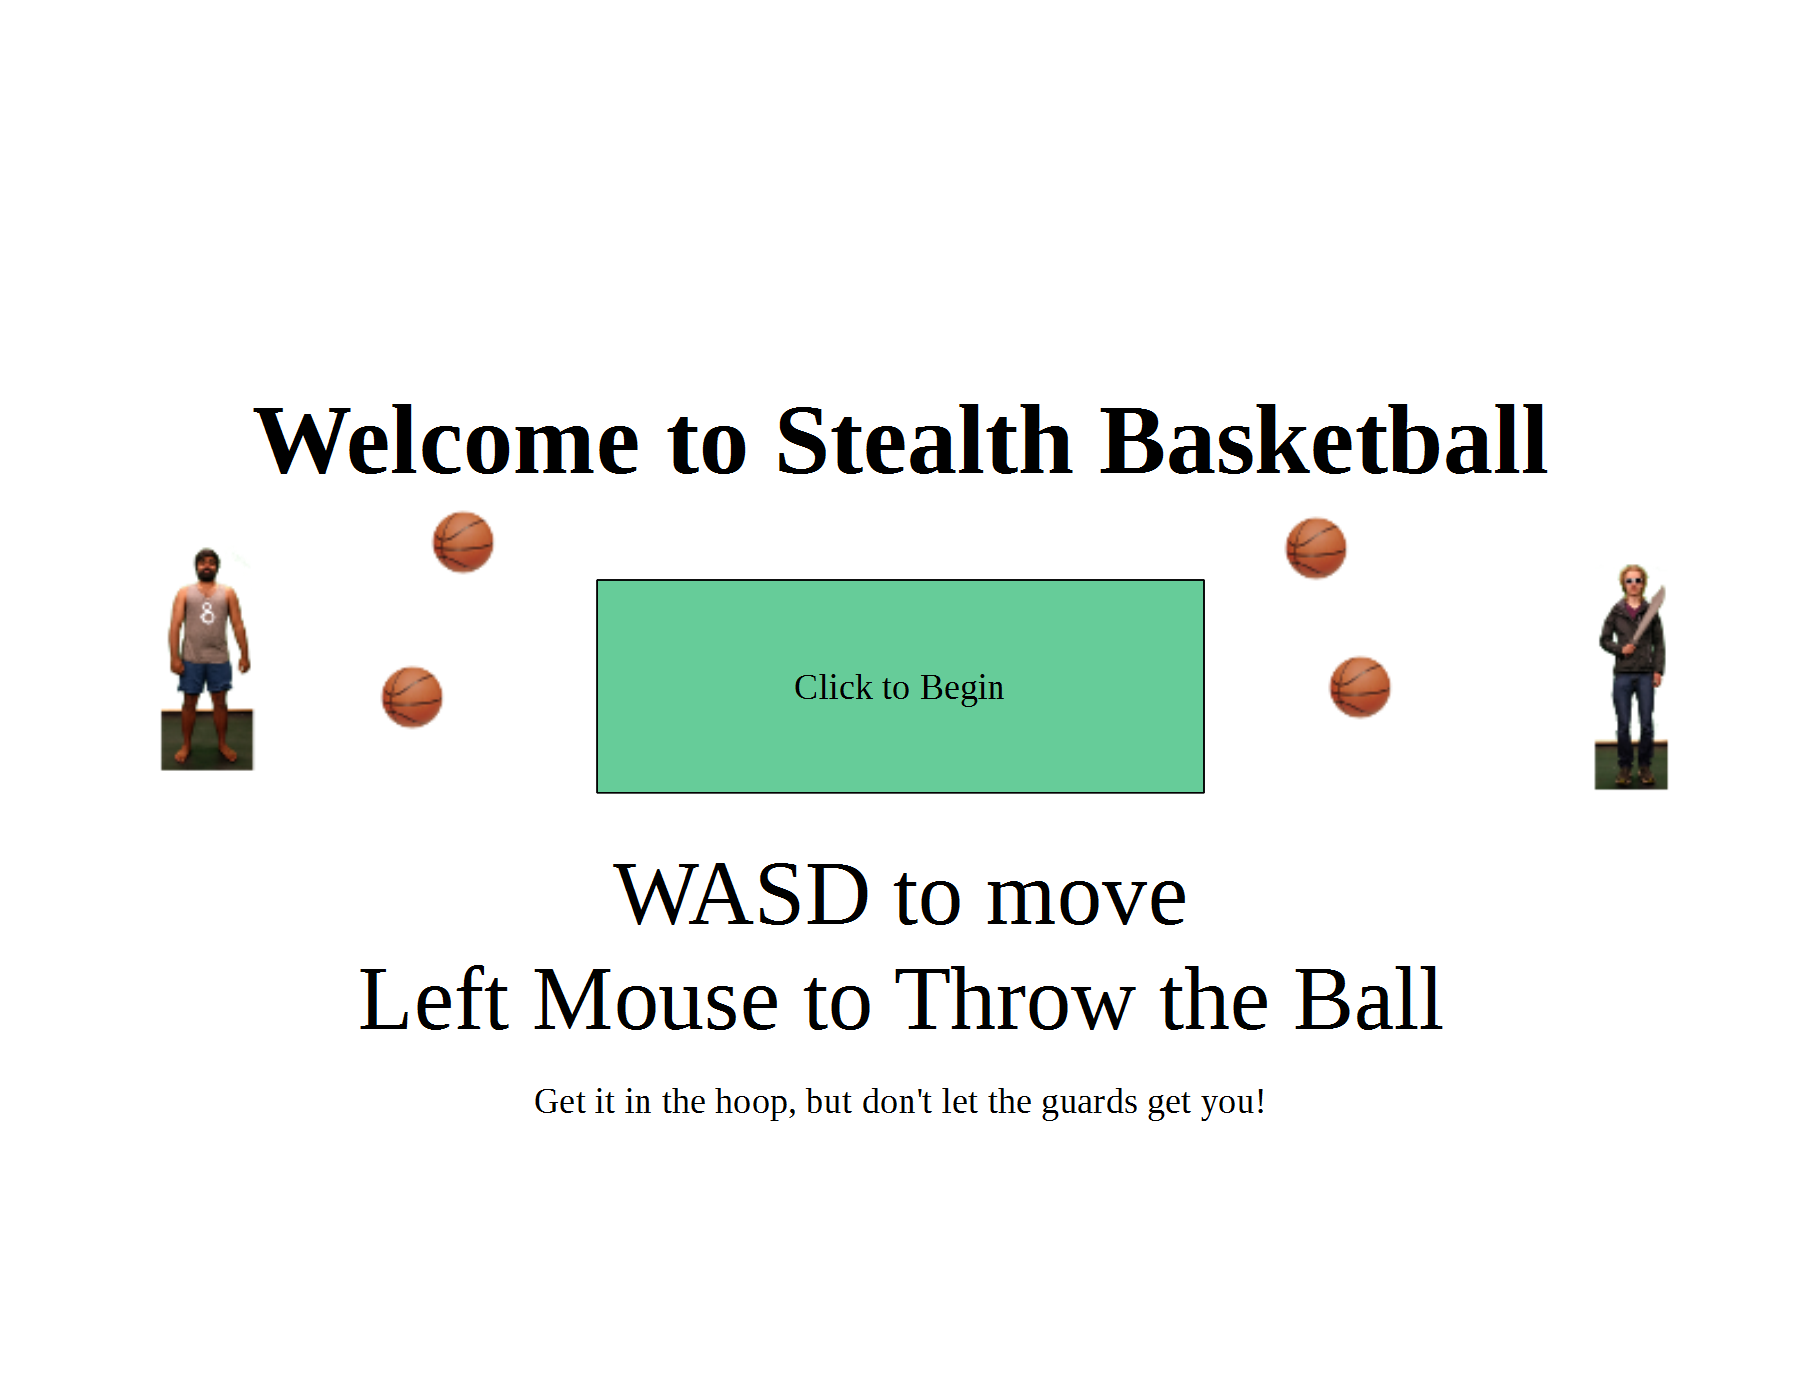 Welcome to Stealth Basketball
8
Click to Begin
WASD to move
Left Mouse to Throw the Ball
Get it in the hoop, but don't let the guards get you!